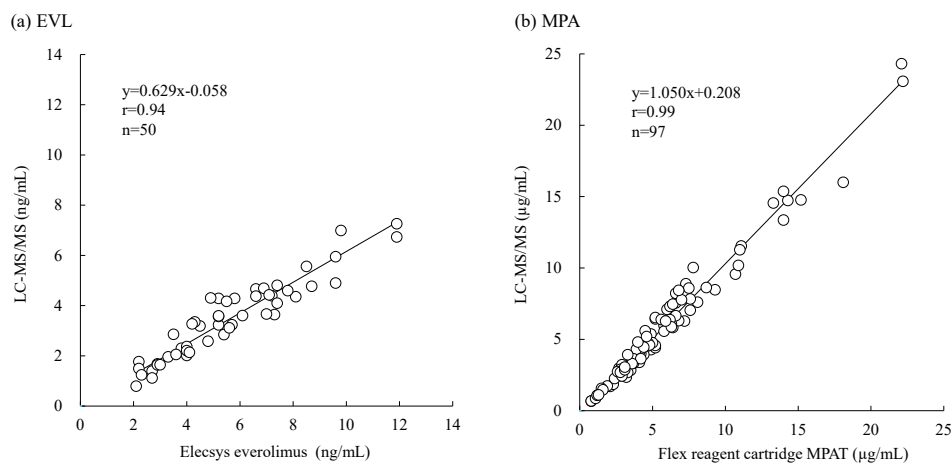 (a) EVL
14
12
10
8
6
4
2
0
0 2 4 6 8 10 12 14
LC-MS/MS (ng/mL)
Elecsys everolimus (ng/mL)
y=0.629x-0.058
r=0.94
n=50
(b) MPA
25
20
15
10
5
0
0 5 10 15 20 25
LC-MS/MS (µg/mL)
Flex reagent cartridge MPAT (µg/mL)
y=1.050x+0.208
r=0.99
n=97